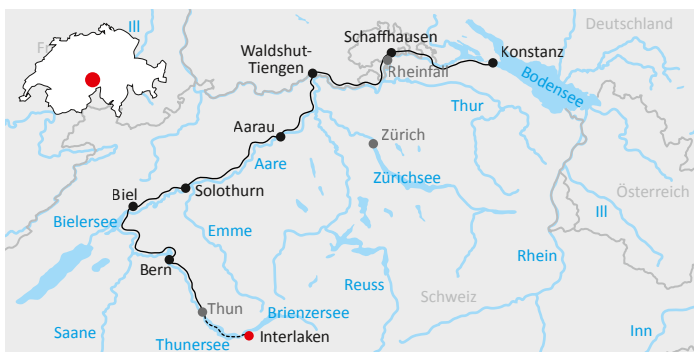 Ill
Deutschland
Schaffhausen
Waldshut-
Tiengen
Konstanz
Rheinfall
Bodensee
Thur
Aarau
Zürich
Aare
Zürichsee
Biel
Solothurn
Österreich
Bielersee
Emme
Ill
Bern
Rhein
Reuss
Schweiz
Thun
Brienzersee
Saane
Thunersee
Interlaken
Inn